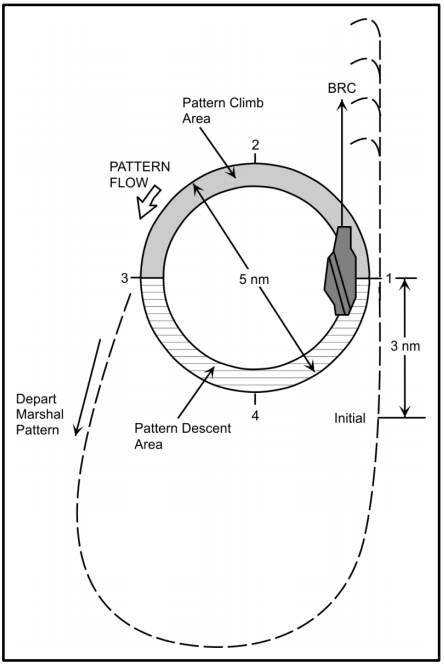 BRC
Pattern Climb
Area
2
PATTERN
FLOW
3
5 nm
1
3 nm
Depart
Marshal
Pattern
Pattern Descent
Area
4
Initial